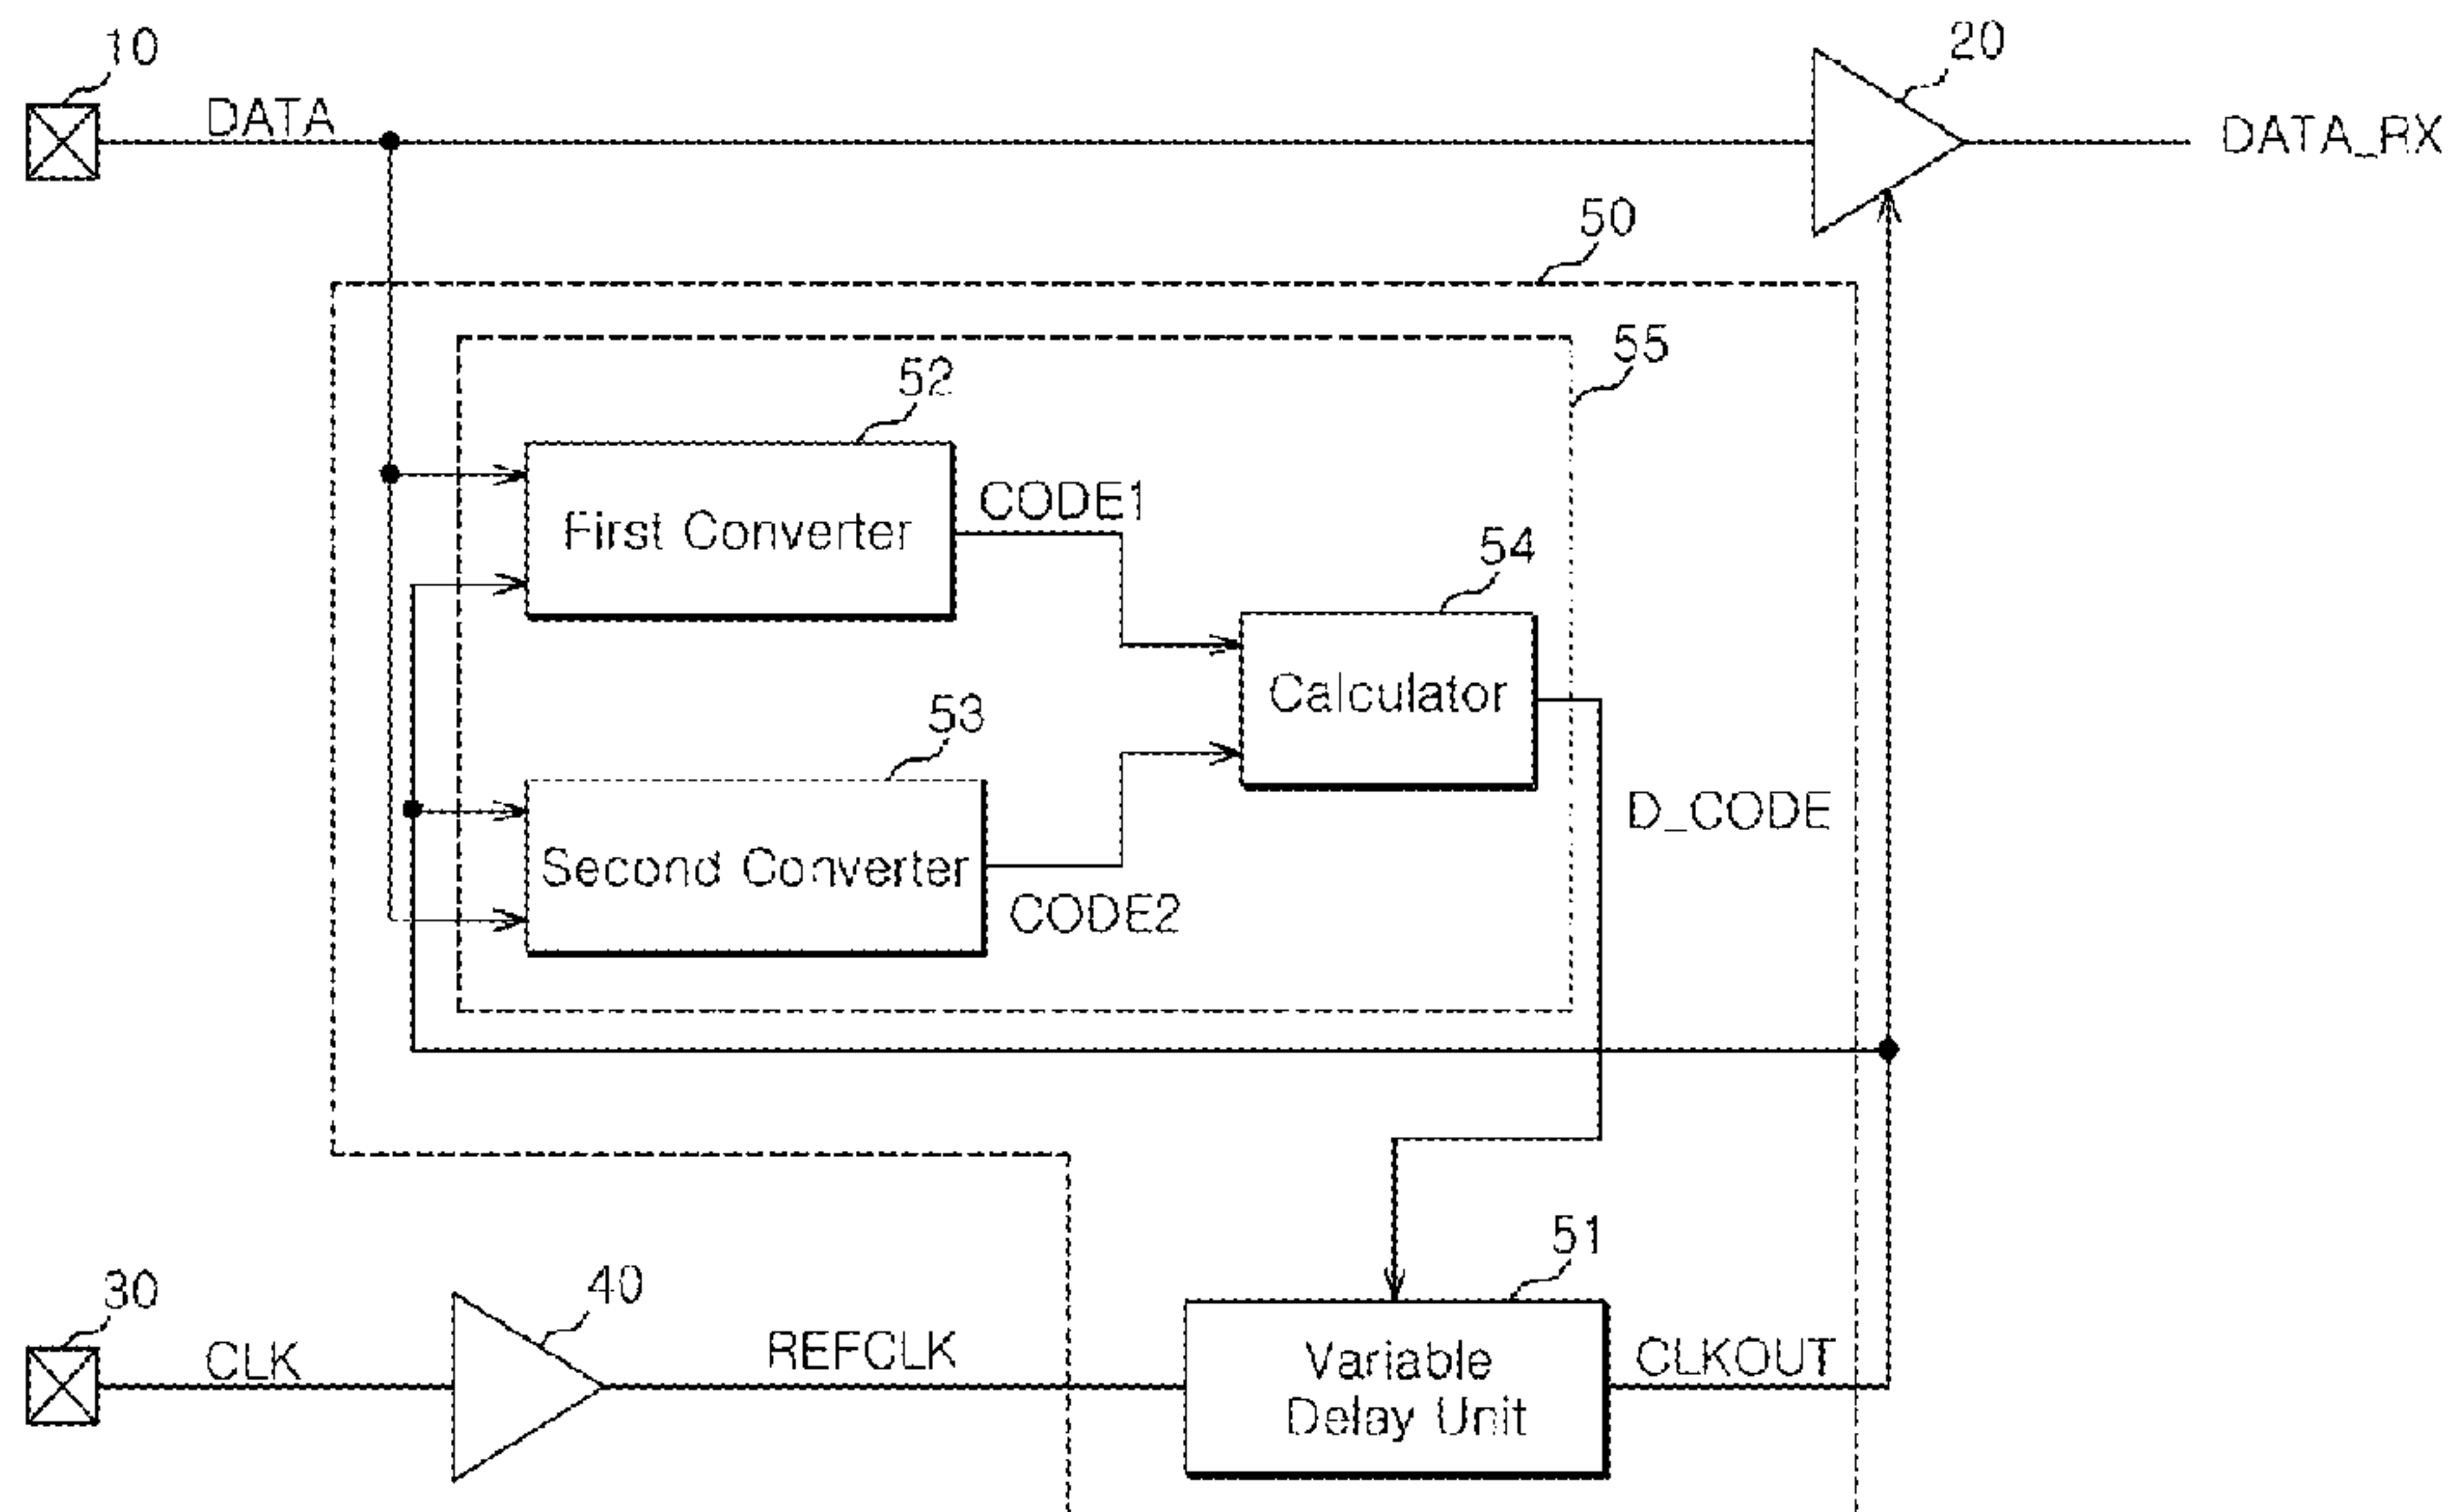 10
DATA
20
DATA_RX
50
55
52
First Converter
CODE1
54
Calculator
53
Second Converter
CODE2
D_CODE
30
CLK
40
REFCLK
51
Variable
Delay Unit
CLKOUT